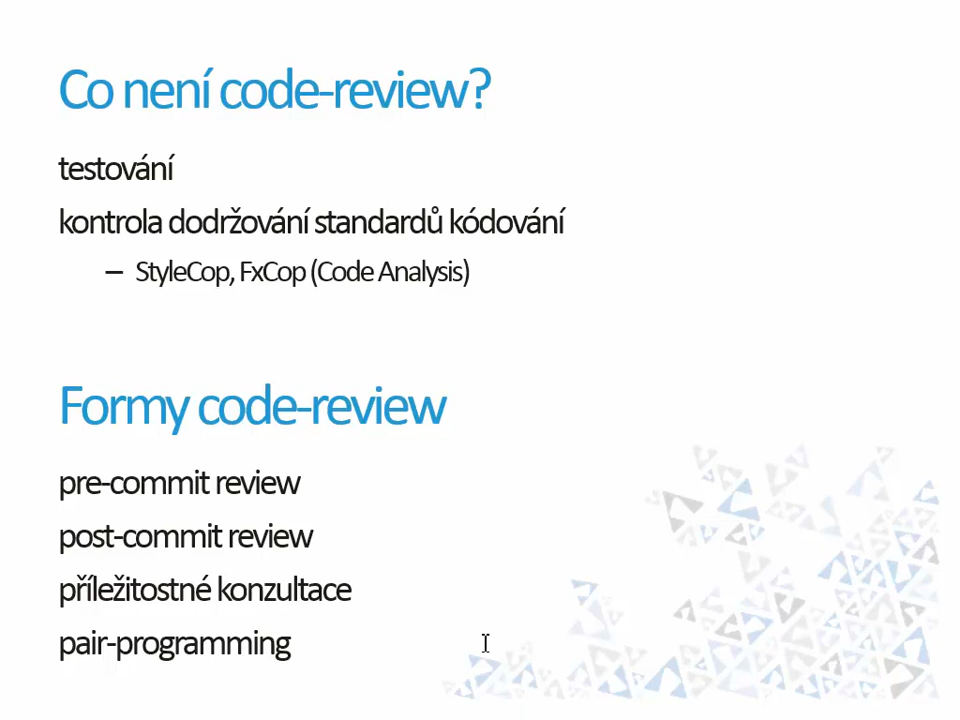 Co není code-review?
testování
kontrola dodržování standardů kódování
– StyleCop, FxCop (Code Analysis)
Formy code-review
pre-commit review
post-commit review
příležitostné konzultace
pair-programming